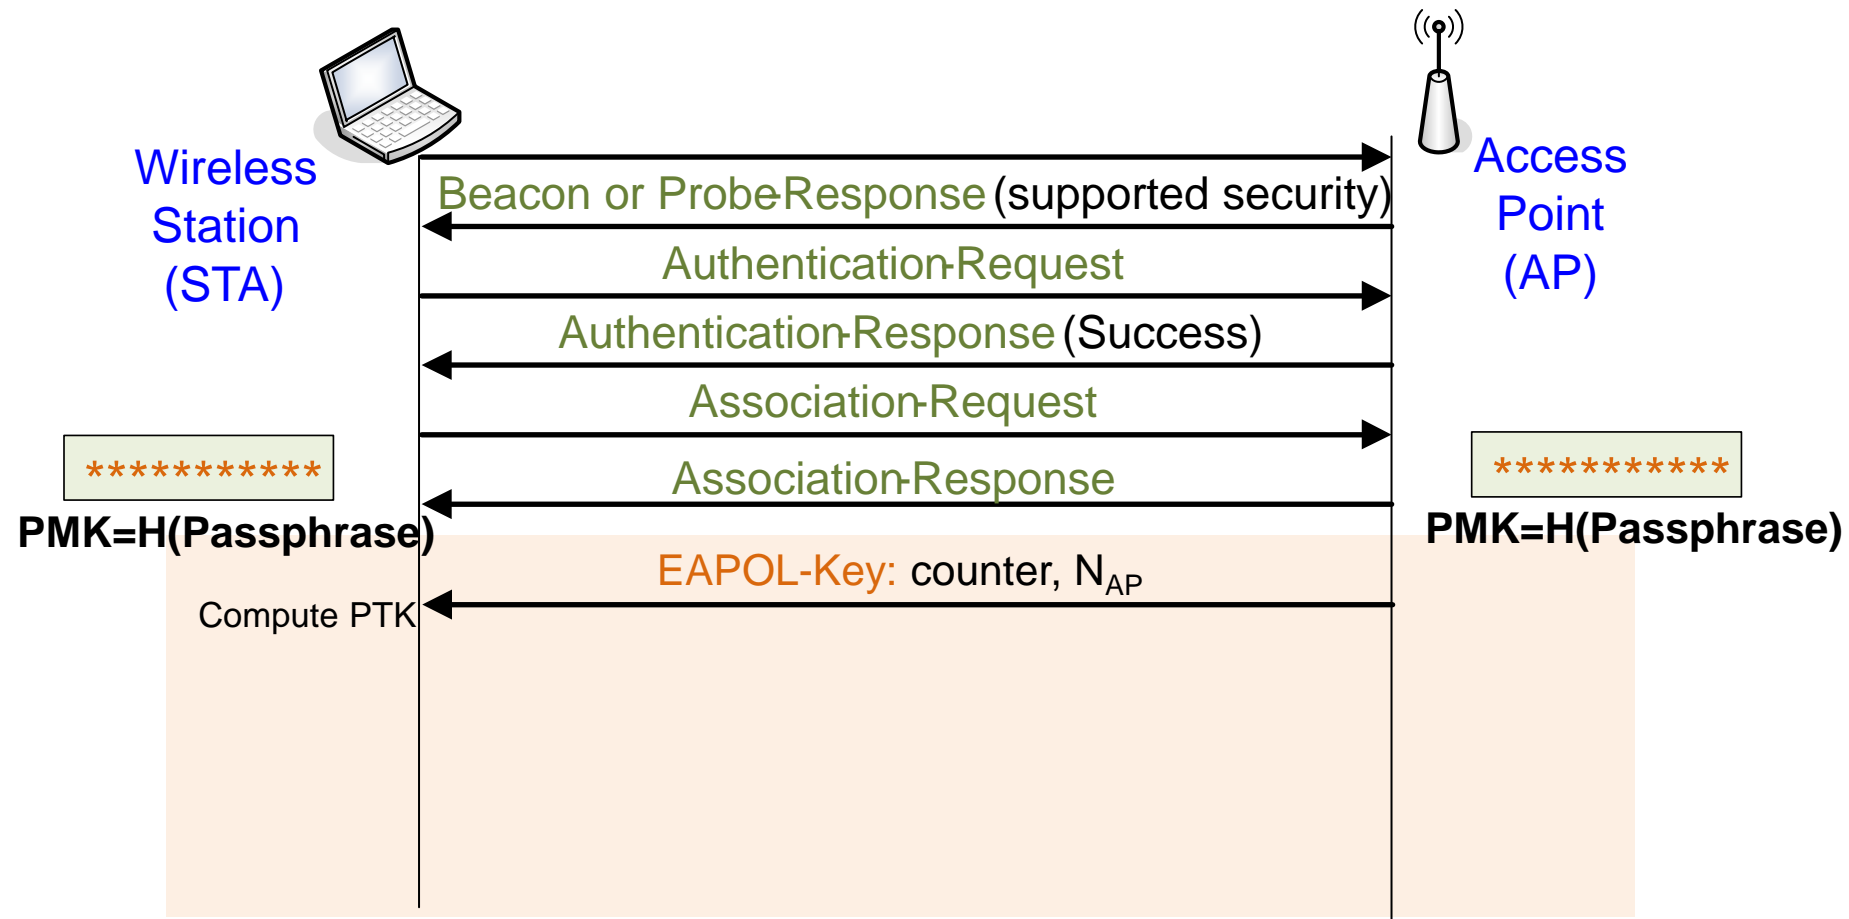 Wireless
Station
(STA)
Access
Point
(AP)
Beacon or Probe-Response (supported security)
Authentication-Request
Authentication-Response (Success)
Association-Request
Association-Response
***********
PMK=H(Passphrase)
***********
PMK=H(Passphrase)
EAPOL-Key: counter, N_AP
Compute PTK